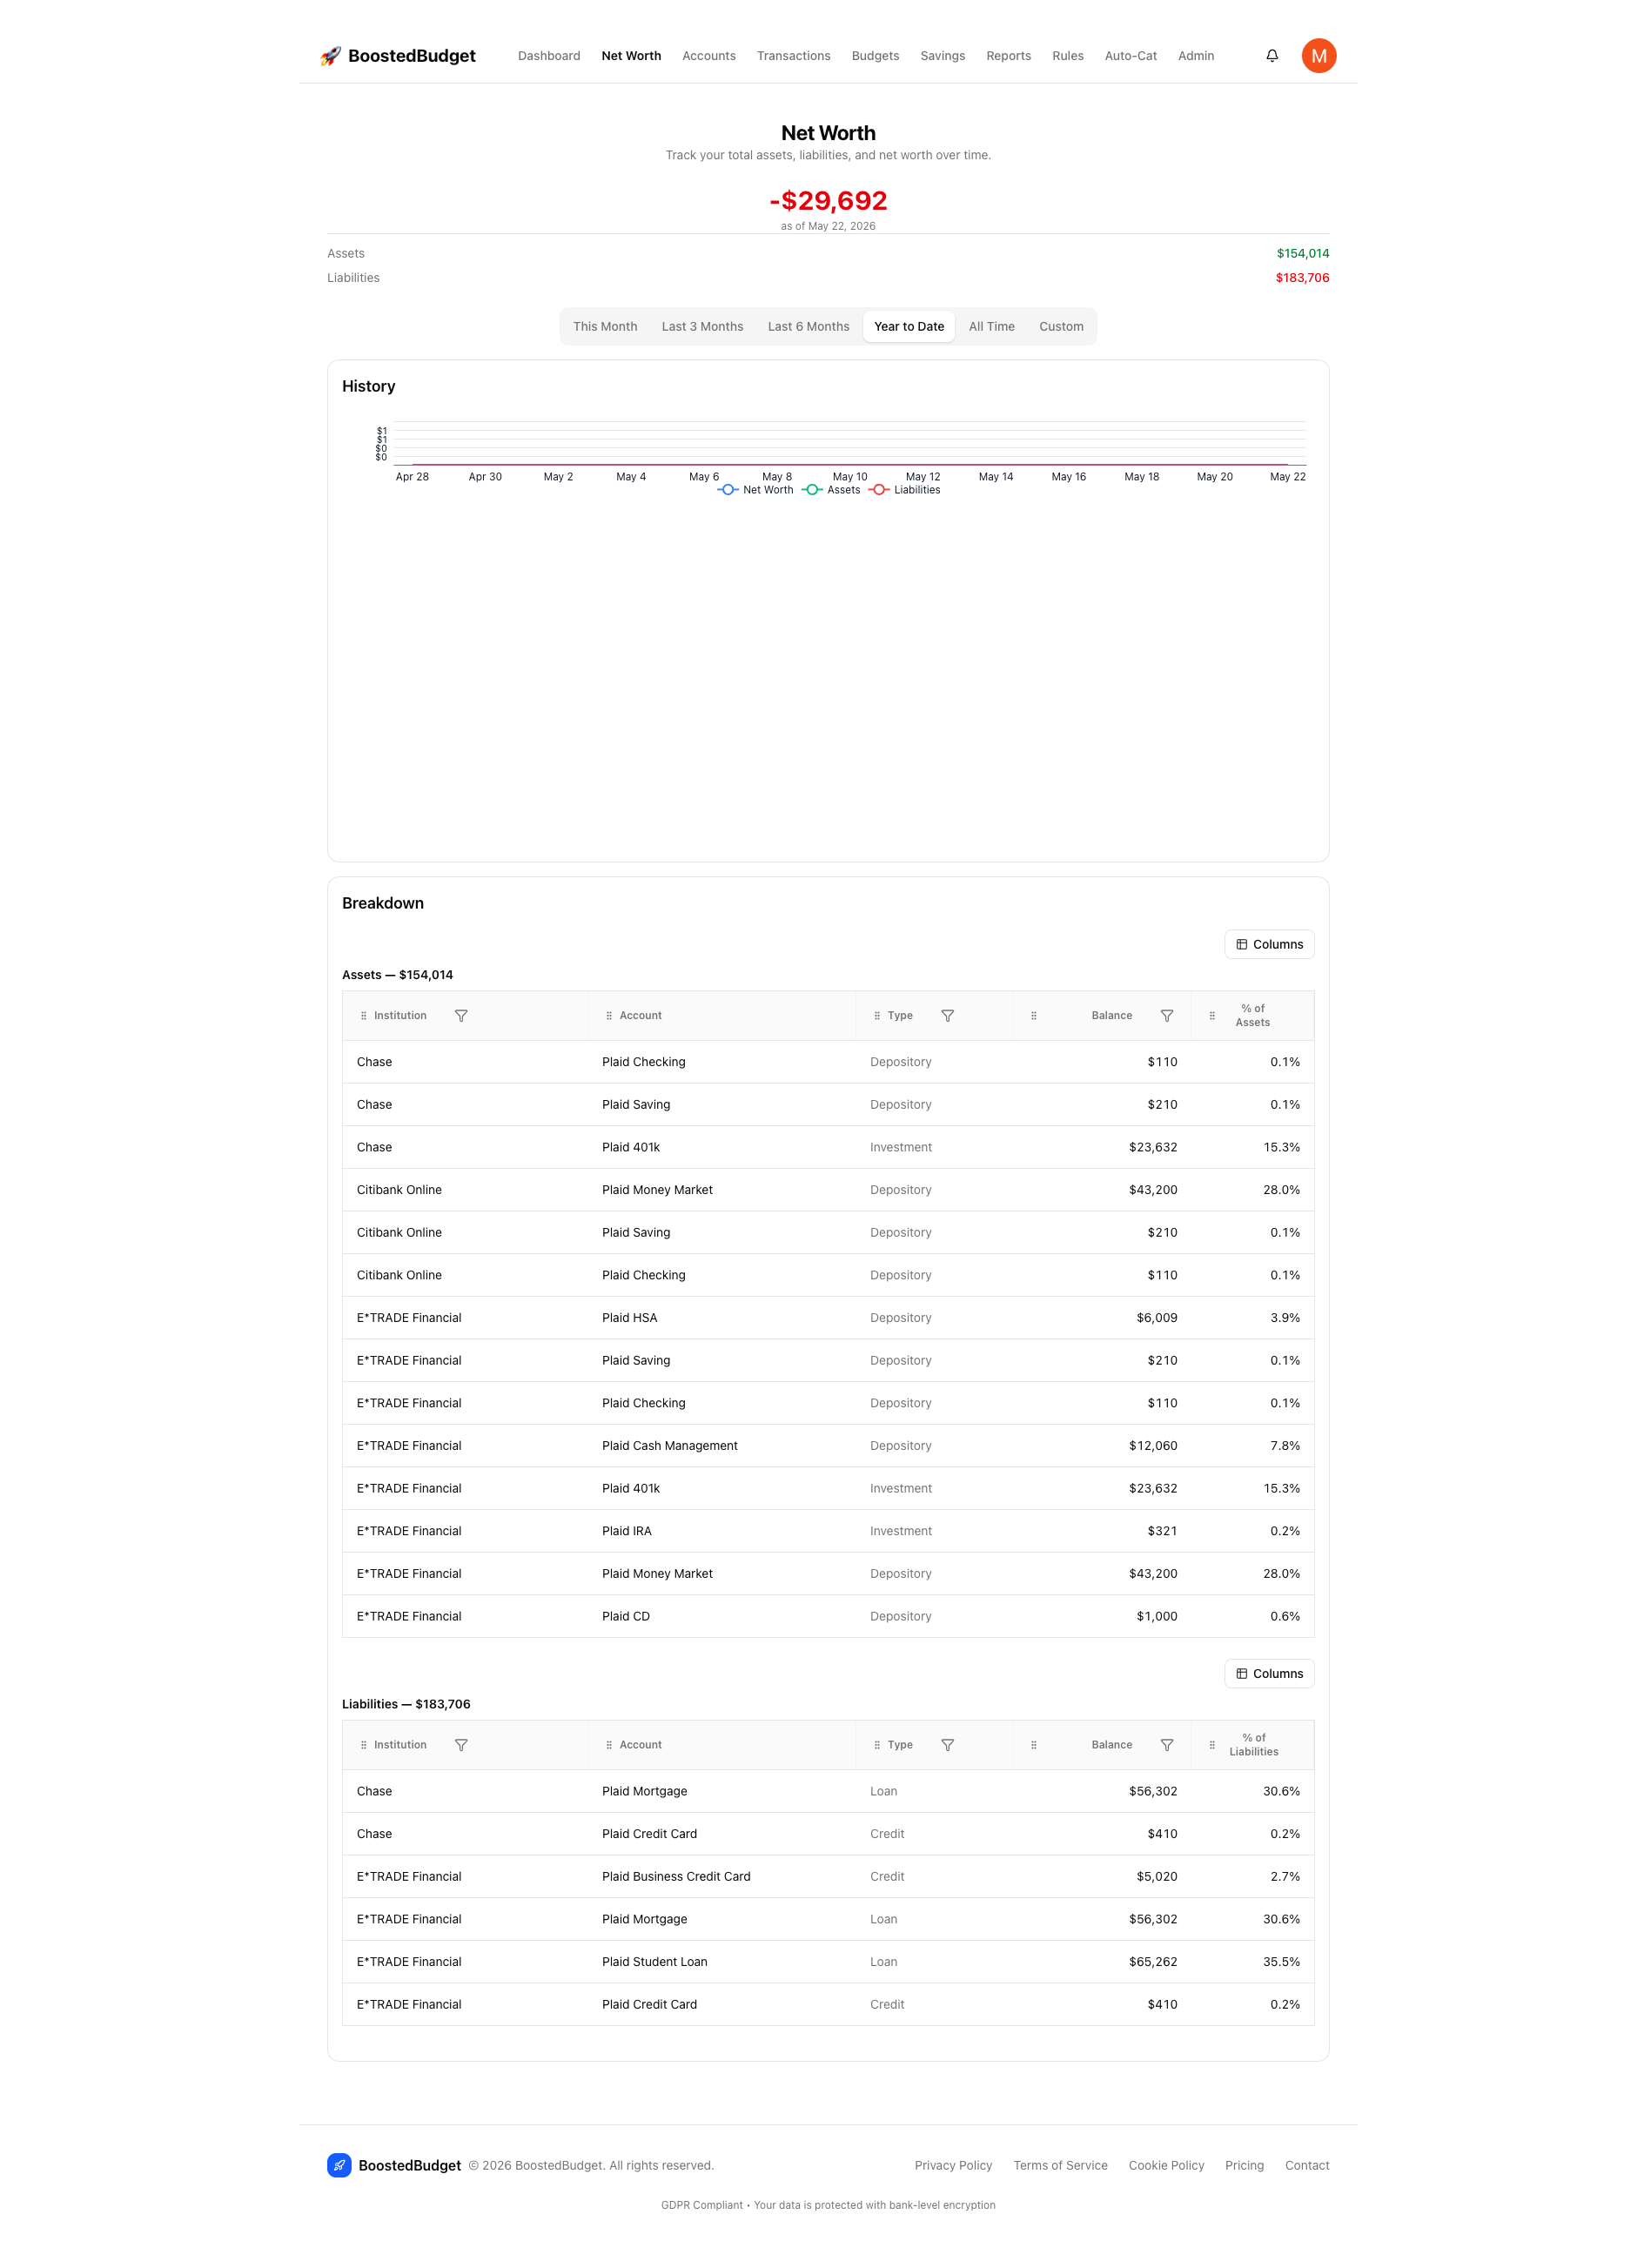 BoostedBudget Dashboard Net Worth Accounts Transactions Budgets Savings Reports Rules Auto-Cat Admin M
Net Worth
Track your total assets, liabilities, and net worth over time.
-$29,692
as of May 22, 2026
Assets $154,014
Liabilities $183,706
This Month Last 3 Months Last 6 Months Year to Date All Time Custom
History
$1
$1
$0
$0
Apr 28 Apr 30 May 2 May 4 May 6 May 8 May 10 May 12 May 14 May 16 May 18 May 20 May 22
Net Worth Assets Liabilities
Breakdown
Columns
Assets — $154,014
Institution Account Type Balance % of Assets
Chase Plaid Checking Depository $110 0.1%
Chase Plaid Saving Depository $210 0.1%
Chase Plaid 401k Investment $23,632 15.3%
Citibank Online Plaid Money Market Depository $43,200 28.0%
Citibank Online Plaid Saving Depository $210 0.1%
Citibank Online Plaid Checking Depository $110 0.1%
E*TRADE Financial Plaid HSA Depository $6,009 3.9%
E*TRADE Financial Plaid Saving Depository $210 0.1%
E*TRADE Financial Plaid Checking Depository $110 0.1%
E*TRADE Financial Plaid Cash Management Depository $12,060 7.8%
E*TRADE Financial Plaid 401k Investment $23,632 15.3%
E*TRADE Financial Plaid IRA Investment $321 0.2%
E*TRADE Financial Plaid Money Market Depository $43,200 28.0%
E*TRADE Financial Plaid CD Depository $1,000 0.6%
Columns
Liabilities — $183,706
Institution Account Type Balance % of Liabilities
Chase Plaid Mortgage Loan $56,302 30.6%
Chase Plaid Credit Card Credit $410 0.2%
E*TRADE Financial Plaid Business Credit Card Credit $5,020 2.7%
E*TRADE Financial Plaid Mortgage Loan $56,302 30.6%
E*TRADE Financial Plaid Student Loan Loan $65,262 35.5%
E*TRADE Financial Plaid Credit Card Credit $410 0.2%
BoostedBudget © 2026 BoostedBudget. All rights reserved. Privacy Policy Terms of Service Cookie Policy Pricing Contact
GDPR Compliant • Your data is protected with bank-level encryption